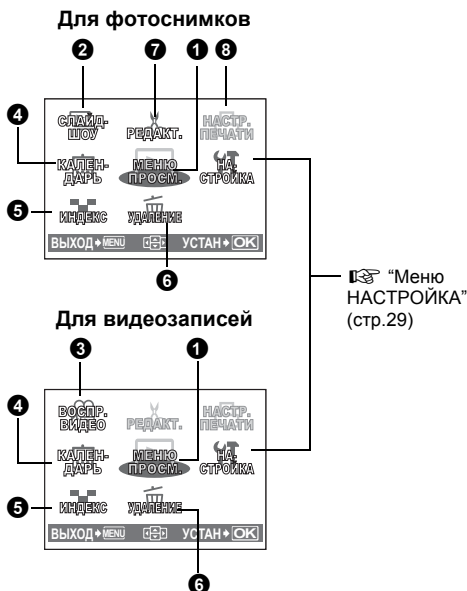 Для фотоснимков
2 7 1 8
4
СЛАЙД-
ШОУ
РЕДАКТ.
НАСТР.
ПЕЧАТИ
КАЛЕН-
ДАРЬ
МЕНЮ
ПРОСМ.
НА-
СТРОЙКА
5
ИНДЕКС
УДАЛЕНИЕ
ВЫХОД MENU УСТАН OK
6
"Меню
НАСТРОЙКА"
(стр.29)
Для видеозаписей
3 1
4
ВОСПР.
ВИДЕО
РЕДАКТ.
НАСТР.
ПЕЧАТИ
КАЛЕН-
ДАРЬ
МЕНЮ
ПРОСМ.
НА-
СТРОЙКА
5
ИНДЕКС
УДАЛЕНИЕ
ВЫХОД MENU УСТАН OK
6